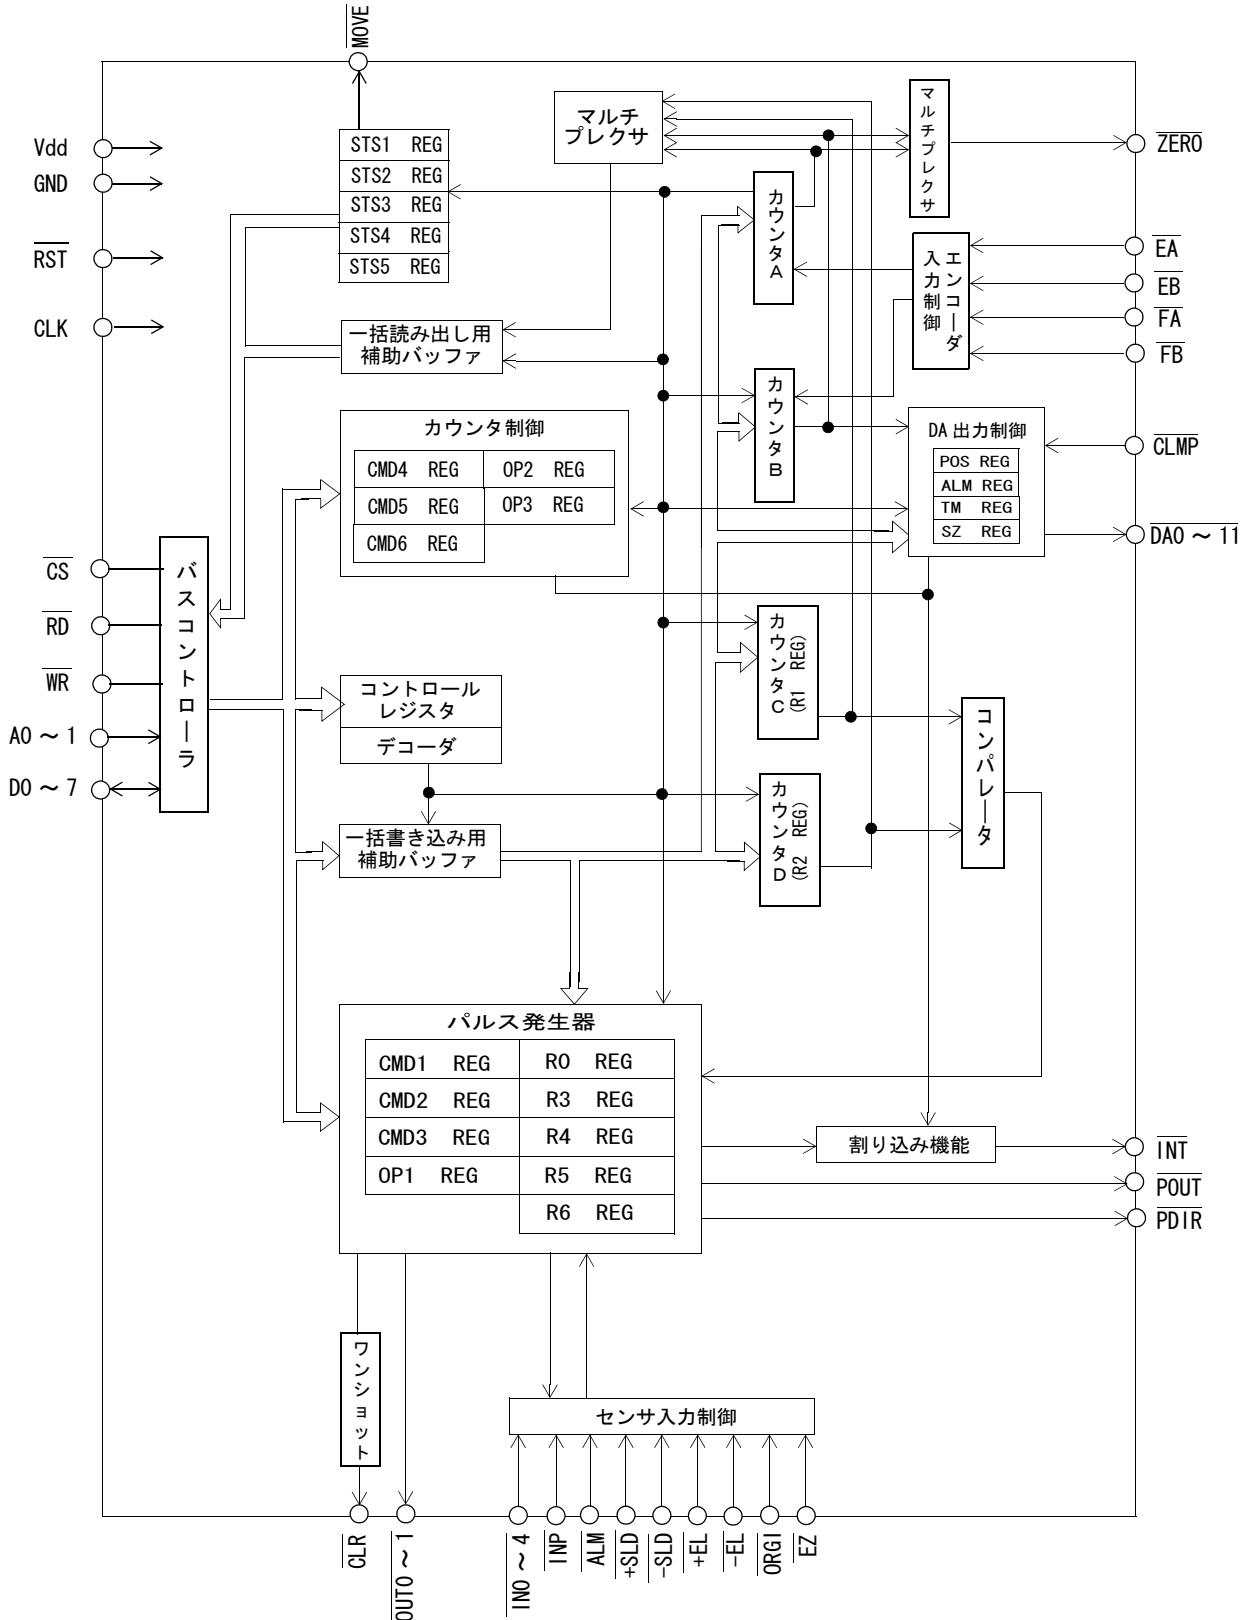 MOVE
Vdd
GND
RST
CLK
STS1 REG
STS2 REG
STS3 REG
STS4 REG
STS5 REG
マルチ
プレクサ
マルチプレクサ
ZERO
カウンタA
エンコーダ
入力制御
EA
EB
FA
FB
一括読み出し用
補助バッファ
カウンタB
カウンタ制御
CMD4 REG
OP2 REG
CMD5 REG
OP3 REG
CMD6 REG
DA 出力制御
POS REG
ALM REG
TM REG
SZ REG
CLMP
DA0 ~ 11
CS
RD
WR
A0 ~ 1
D0 ~ 7
バスコントローラ
コントロール
レジスタ
デコーダ
カウンタC
(R1 REG)
コンパレータ
一括書き込み用
補助バッファ
カウンタD
(R2 REG)
パルス発生器
CMD1 REG
R0 REG
CMD2 REG
R3 REG
CMD3 REG
R4 REG
OP1 REG
R5 REG
R6 REG
割り込み機能
INT
POUT
PDIR
ワンショット
センサ入力制御
CLR
OUT0 ~ 1
IN0 ~ 4
INP
ALM
+SLD
-SLD
+EL
-EL
ORGI
EZ